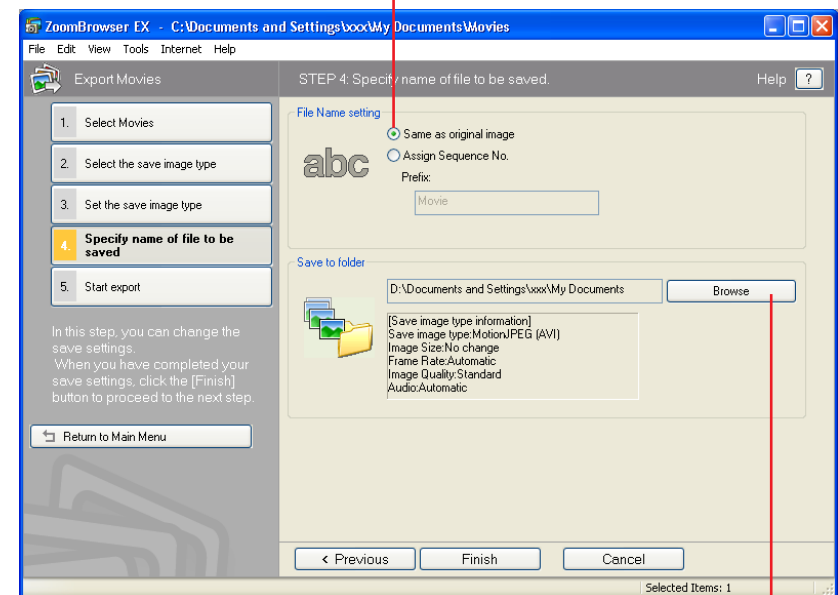 ZoomBrowser EX - C:\Documents and Settings\xxx\My Documents\Movies
File Edit View Tools Internet Help
Export Movies
STEP 4: Specify name of file to be saved.
Help ?
1. Select Movies
2. Select the save image type
3. Set the save image type
4. Specify name of file to be
saved
5. Start export
In this step, you can change the
save settings.
When you have completed your
save settings, click the [Finish]
button to proceed to the next step.
Return to Main Menu
File Name setting
abc
Same as original image
Assign Sequence No.
Prefix:
Movie
Save to folder
D:\Documents and Settings\xxx\My Documents
Browse
[Save image type information]
Save image type:MotionJPEG (AVI)
Image Size:No change
Frame Rate:Automatic
Image Quality:Standard
Audio:Automatic
< Previous
Finish
Cancel
Selected Items: 1